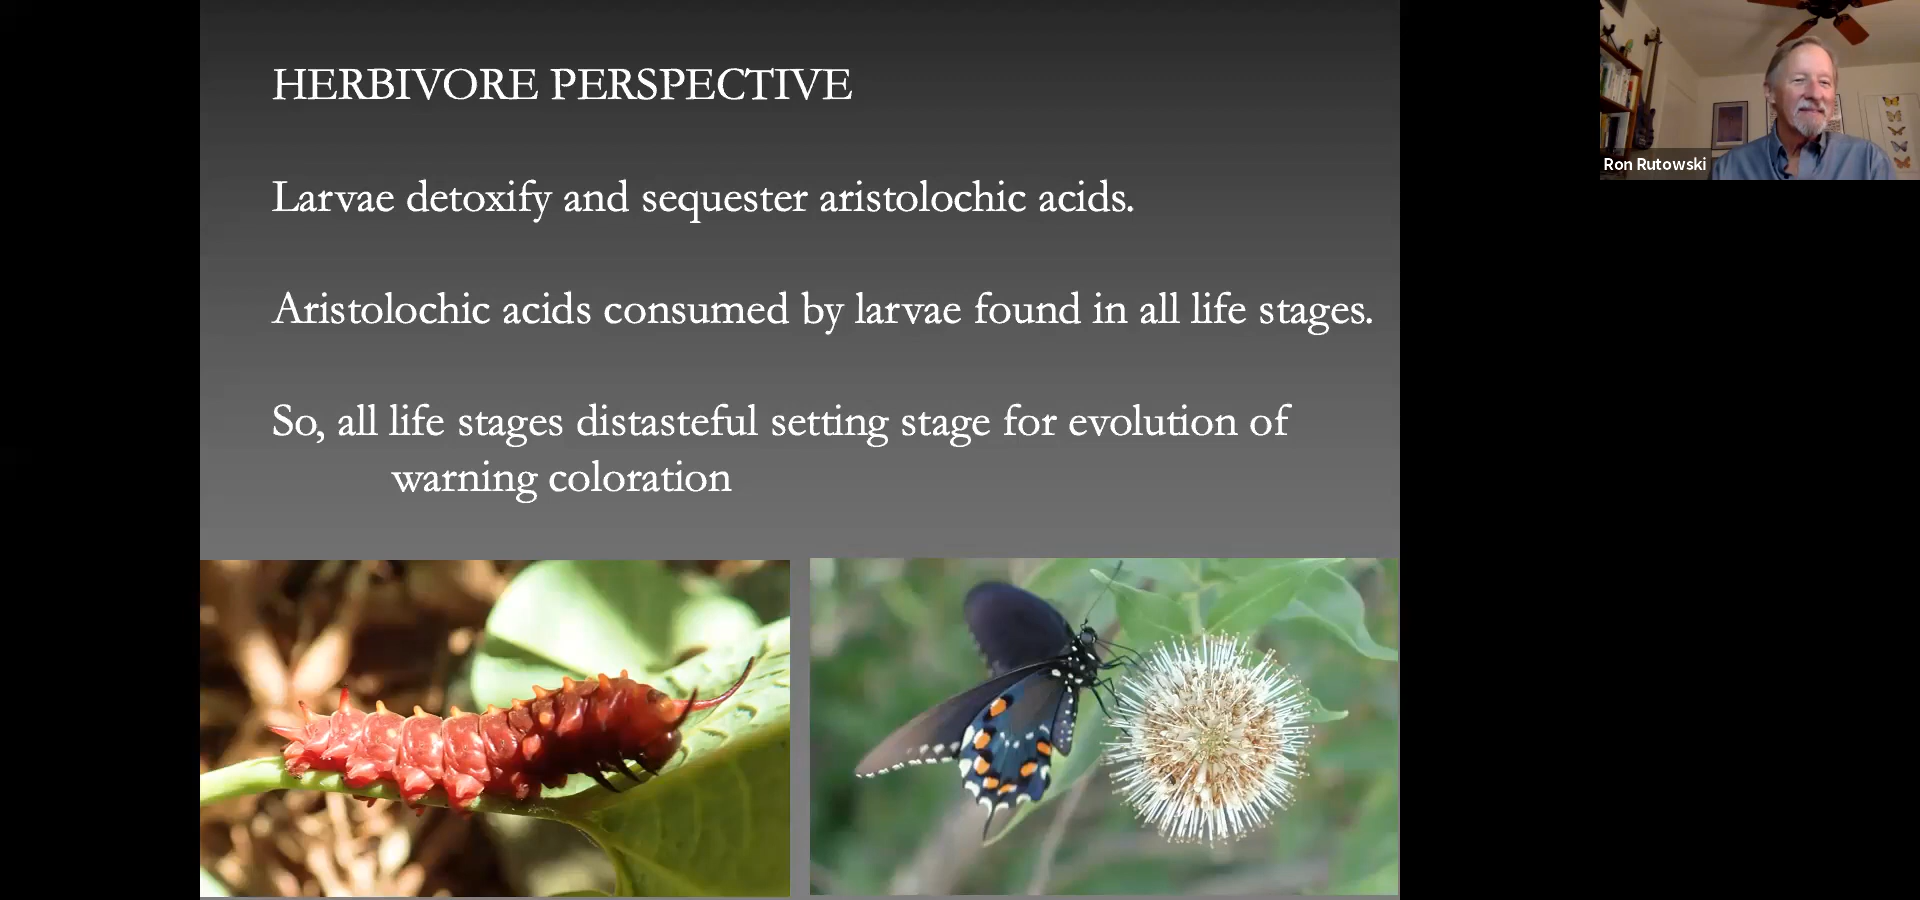 HERBIVORE PERSPECTIVE
Larvae detoxify and sequester aristolochic acids.
Aristolochic acids consumed by larvae found in all life stages.
So, all life stages distasteful setting stage for evolution of
warning coloration
Ron Rutowski